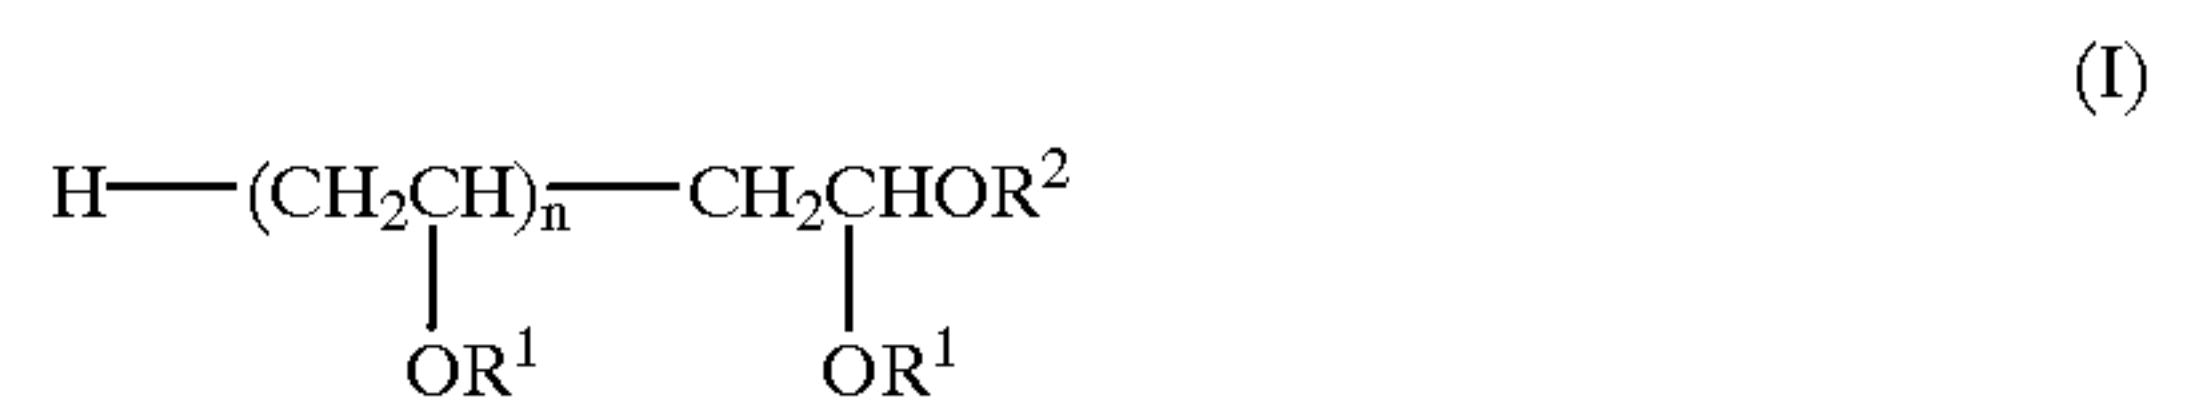 (I)
H—(CH₂CH)ₙ—CH₂CHOR²
OR¹ OR¹